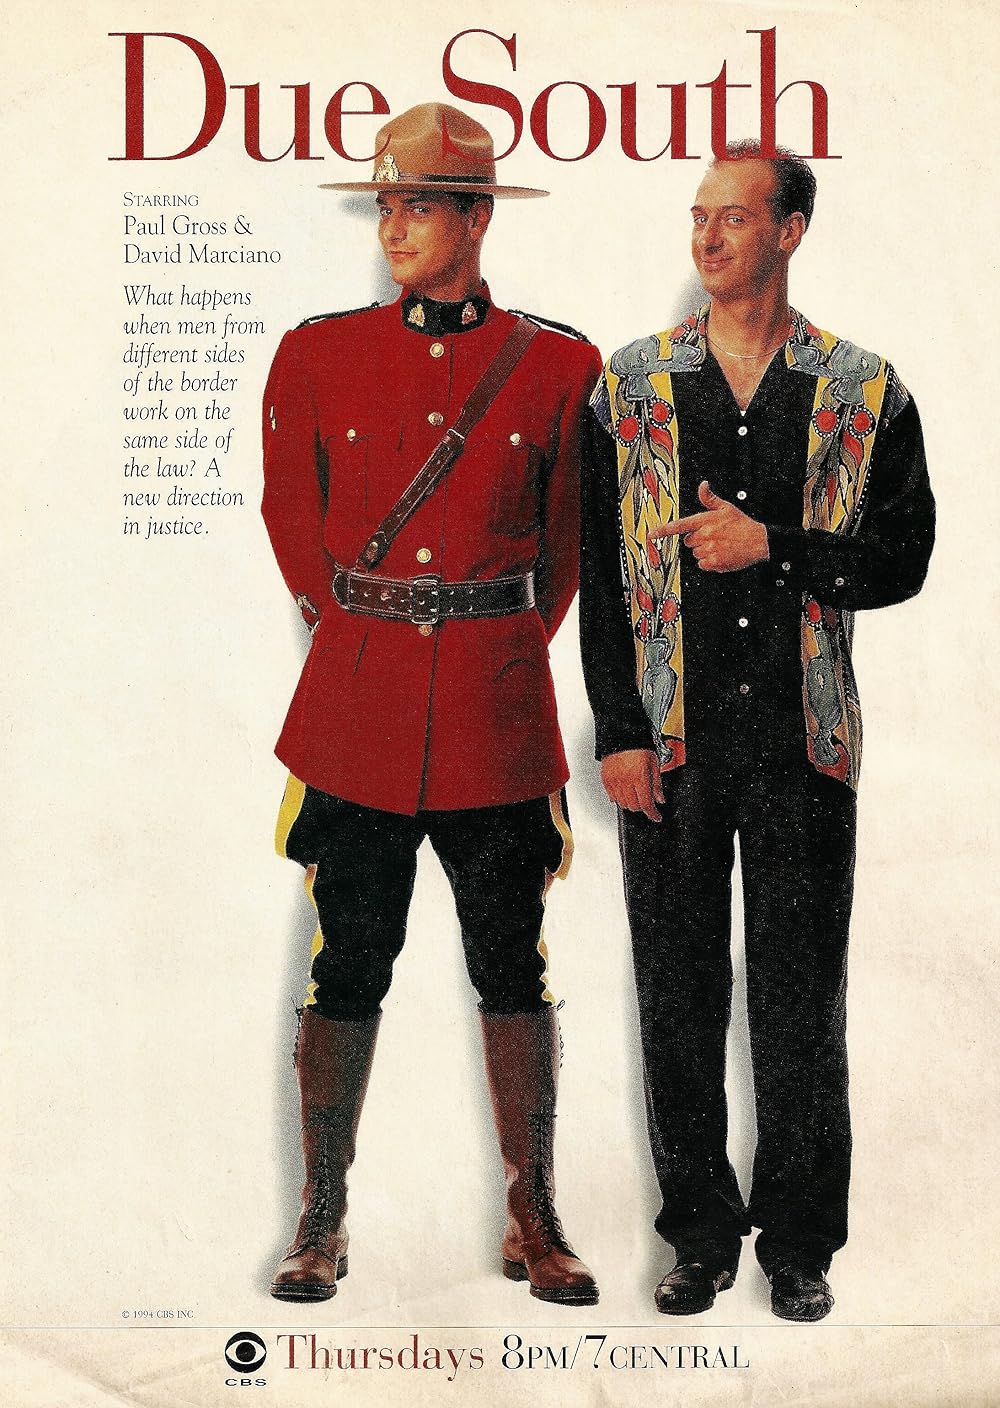 Due South
STARRING
Paul Gross &
David Marciano
What happens
when men from
different sides
of the border
work on the
same side of
the law? A
new direction
in justice.
© 1994 CBS INC.
CBS
Thursdays 8PM/7CENTRAL